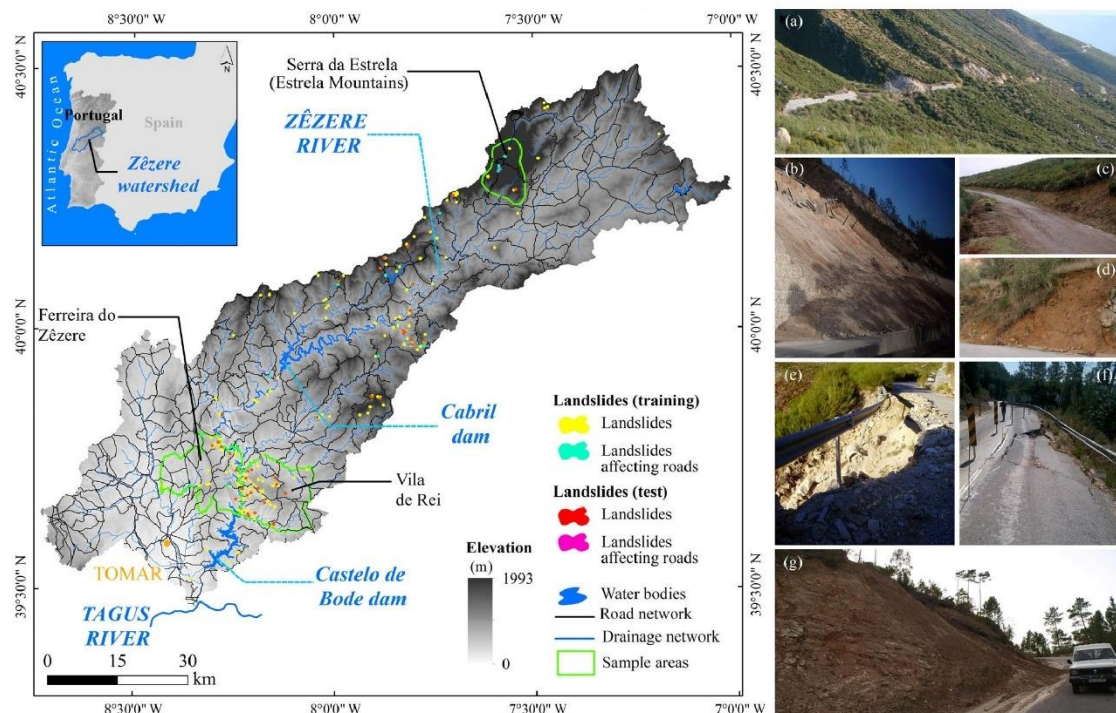 8°30'0" W
8°0'0" W
7°30'0" W
7°0'0" W
40°30'0" N
40°30'0" N
N
Atlantic Ocean
Portugal
Spain
Zêzere
watershed
Serra da Estrela
(Estrela Mountains)
ZÊZERE
RIVER
40°0'0" N
40°0'0" N
Ferreira do
Zêzere
Cabril
dam
Vila
de Rei
TOMAR
Castelo de
Bode dam
TAGUS
RIVER
39°30'0" N
39°30'0" N
0
15
30
km
Elevation
(m)
1993
0
Landslides (training)
Landslides
Landslides
affecting roads
Landslides (test)
Landslides
Landslides
affecting roads
Water bodies
Road network
Drainage network
Sample areas
8°30'0" W
8°0'0" W
7°30'0" W
7°0'0" W
(a)
(b)
(c)
(d)
(e)
(f)
(g)